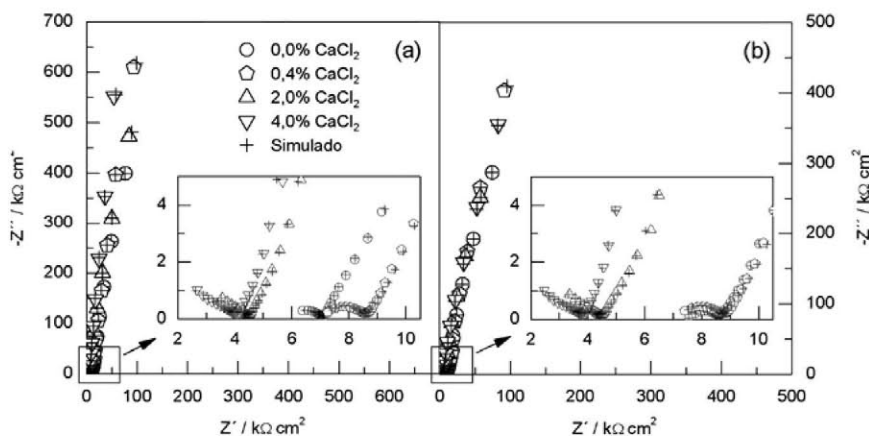 700
600
500
400
300
200
100
0
-Z´´ / kΩ cm²
(a)
0,0% CaCl₂
0,4% CaCl₂
2,0% CaCl₂
4,0% CaCl₂
Simulado
4
2
0
2 4 6 8 10
0 100 200 300 400 500 600
Z´ / kΩ cm²
(b)
4
2
0
2 4 6 8 10
0 100 200 300 400 500
Z´ / kΩ cm²
500
400
300
200
100
0
-Z´´ / kΩ cm²